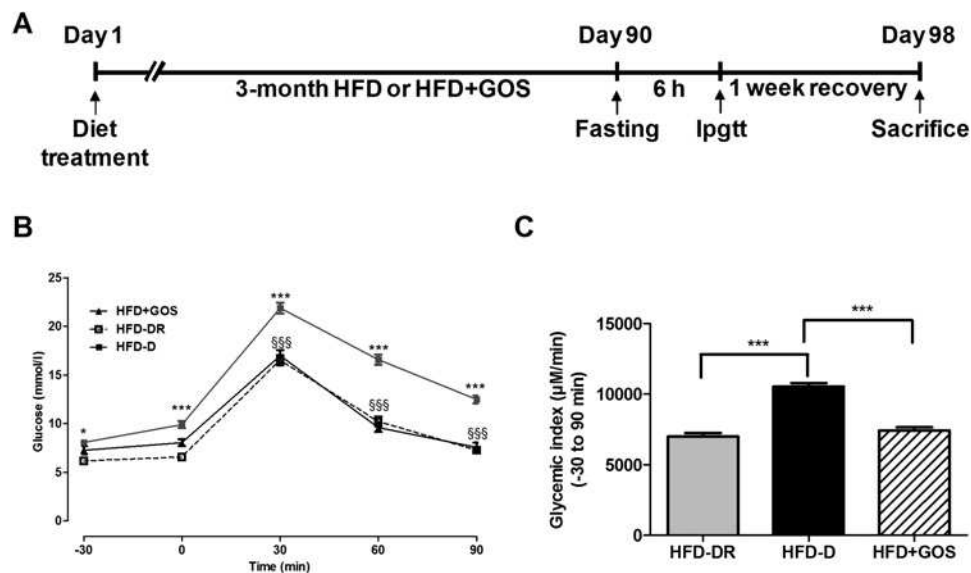 A
Day 1
Day 90
Day 98
3-month HFD or HFD+GOS
6 h
1 week recovery
Diet
treatment
Fasting
Ipgtt
Sacrifice
B
Glucose (mmol/l)
25
20
15
10
5
0
HFD+GOS
HFD-DR
HFD-D
*
***
***
***
***
§§§
§§§
§§§
-30
0
30
60
90
Time (min)
C
Glycemic index (µM/min)
(-30 to 90 min)
15000
10000
5000
0
***
***
HFD-DR
HFD-D
HFD+GOS